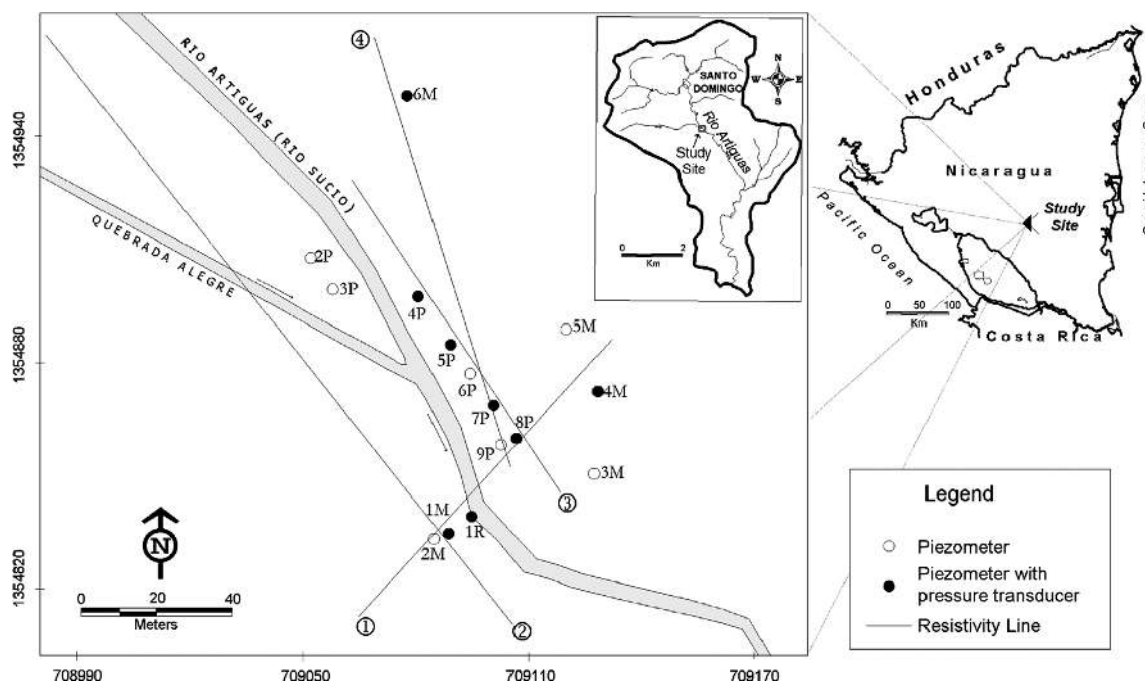 ④
6M
RIO ARTIGUAS (RIO SUCIO)
QUEBRADA ALEGRE
2P
3P
4P
5P
6P
7P
8P
9P
5M
4M
3M
1M
2M
1R
①
②
③
N
0 20 40
Meters
1354940
1354880
1354820
708990
709050
709110
709170
SANTO
DOMINGO
N
W E
S
Rio Artiguas
Study
Site
0 2
Km
Honduras
Nicaragua
Study
Site
Pacific Ocean
0 50 100
Km
Costa Rica
Legend
Piezometer
Piezometer with
pressure transducer
Resistivity Line